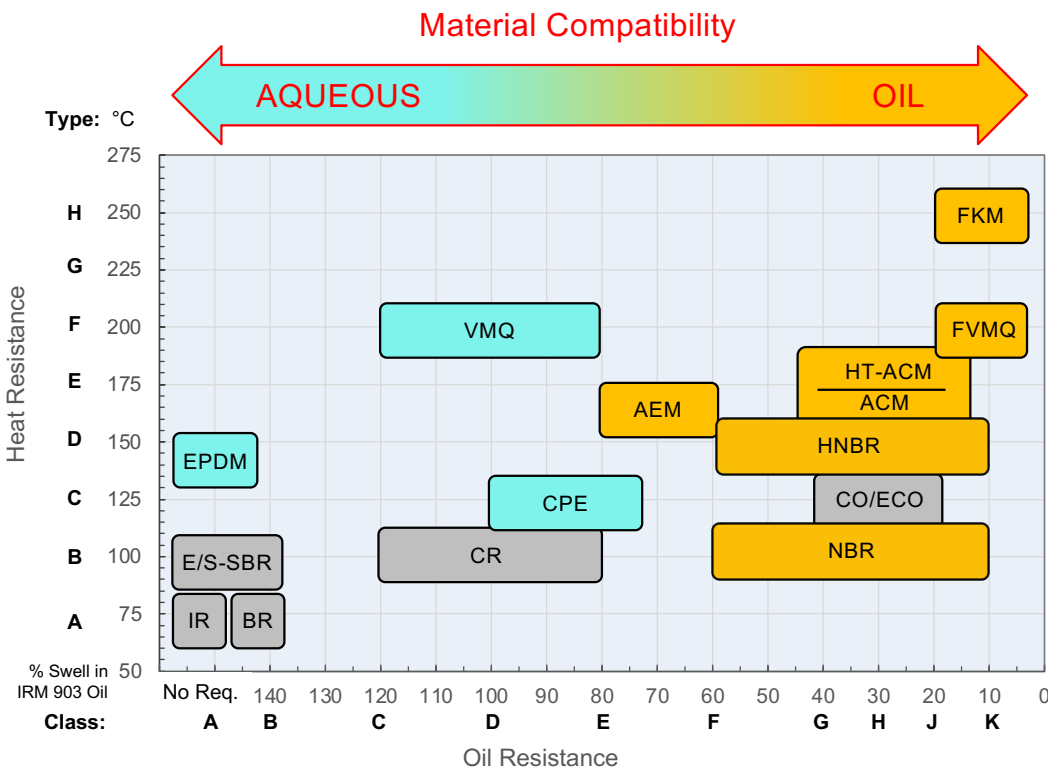 Material Compatibility
AQUEOUS OIL
Type: °C
275
H 250 FKM
G 225
F 200 VMQ FVMQ
HT-ACM
E 175
AEM ACM
D 150 HNBR
EPDM
C 125 CPE CO/ECO
B 100 E/S-SBR CR NBR
A 75 IR BR
50
Heat Resistance
% Swell in
IRM 903 Oil No Req. 140 130 120 110 100 90 80 70 60 50 40 30 20 10 0
Class: A B C D E F G H J K
Oil Resistance